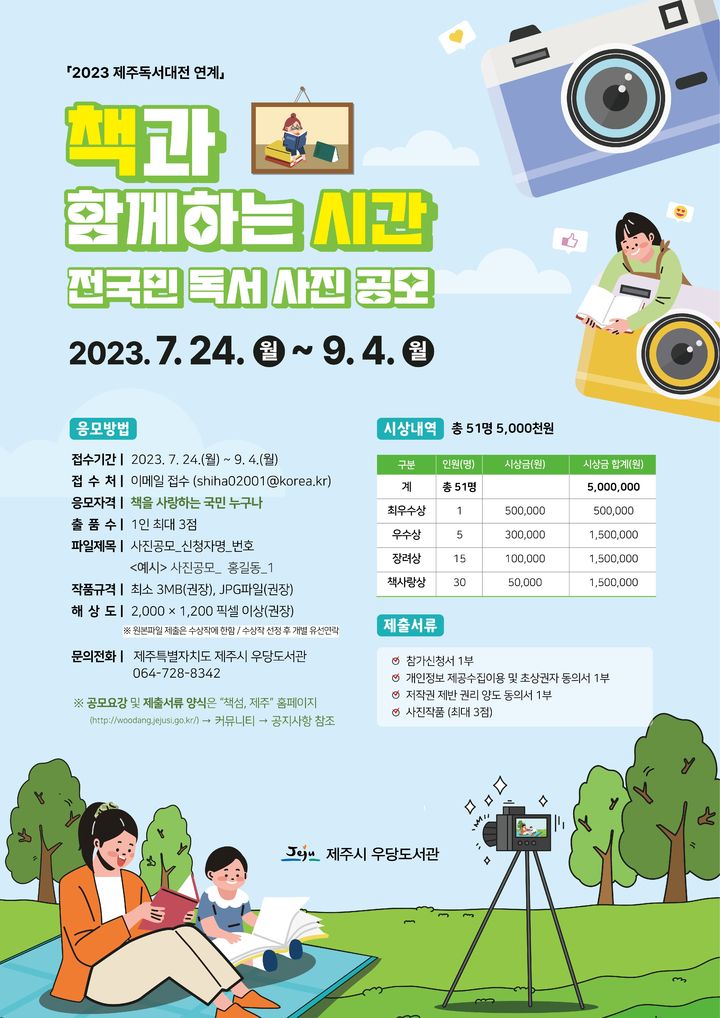 「2023 제주독서대전 연계」
책과
함께하는 시간
전국민 독서 사진 공모
2023. 7. 24. 월 ~ 9. 4. 월
응모방법
접수기간 | 2023. 7. 24.(월) ~ 9. 4.(월)
접 수 처 | 이메일 접수 (shiha02001@korea.kr)
응모자격 | 책을 사랑하는 국민 누구나
출 품 수 | 1인 최대 3점
파일제목 | 사진공모_신청자명_번호
<예시> 사진공모_ 홍길동_1
작품규격 | 최소 3MB(권장), JPG파일(권장)
해 상 도 | 2,000 × 1,200 픽셀 이상(권장)
※ 원본파일 제출은 수상작에 한함 / 수상작 선정 후 개별 유선연락
문의전화 | 제주특별자치도 제주시 우당도서관
064-728-8342
※ 공모요강 및 제출서류 양식은 "책섬, 제주" 홈페이지
(http://woodang.jejusi.go.kr/) → 커뮤니티 → 공지사항 참조
시상내역 총 51명 5,000천원
구분 인원(명) 시상금(원) 시상금 합계(원)
계 총 51명 5,000,000
최우수상 1 500,000 500,000
우수상 5 300,000 1,500,000
장려상 15 100,000 1,500,000
책사랑상 30 50,000 1,500,000
제출서류
참가신청서 1부
개인정보 제공수집이용 및 초상권자 동의서 1부
저작권 제반 권리 양도 동의서 1부
사진작품 (최대 3점)
Jeju 제주시 우당도서관